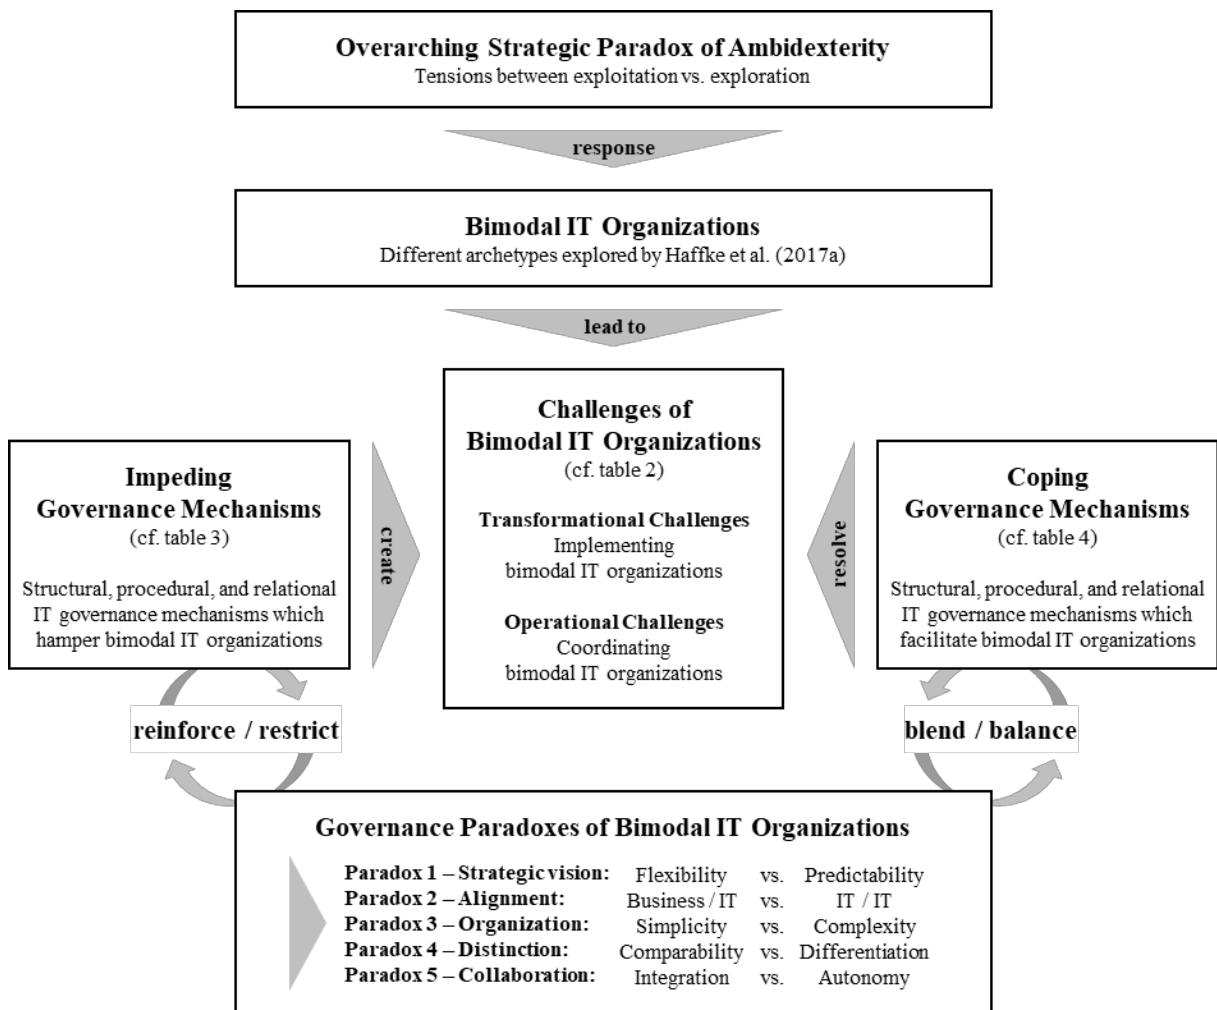 Overarching Strategic Paradox of Ambidexterity
Tensions between exploitation vs. exploration
response
Bimodal IT Organizations
Different archetypes explored by Haffke et al. (2017a)
lead to
Impeding
Governance Mechanisms
(cf. table 3)
Structural, procedural, and relational
IT governance mechanisms which
hamper bimodal IT organizations
create
Challenges of
Bimodal IT Organizations
(cf. table 2)
Transformational Challenges
Implementing
bimodal IT organizations
Operational Challenges
Coordinating
bimodal IT organizations
resolve
Coping
Governance Mechanisms
(cf. table 4)
Structural, procedural, and relational
IT governance mechanisms which
facilitate bimodal IT organizations
reinforce / restrict
blend / balance
Governance Paradoxes of Bimodal IT Organizations
Paradox 1 – Strategic vision: Flexibility vs. Predictability
Paradox 2 – Alignment: Business / IT vs. IT / IT
Paradox 3 – Organization: Simplicity vs. Complexity
Paradox 4 – Distinction: Comparability vs. Differentiation
Paradox 5 – Collaboration: Integration vs. Autonomy